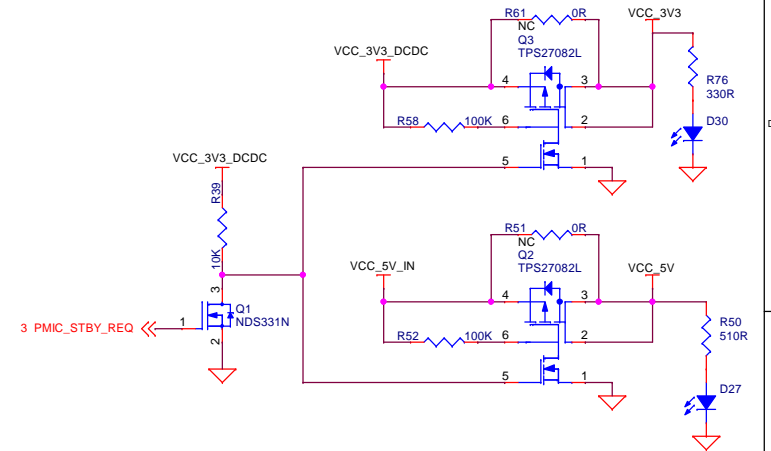 R61 0R
NC
Q3
TPS27082L
VCC_3V3
VCC_3V3_DCDC
4
3
R76
330R
R58 100K
6
2
D30
5
1
VCC_3V3_DCDC
R39
10K
3
Q1
NDS331N
3 PMIC_STBY_REQ
1
2
R51 0R
NC
Q2
TPS27082L
VCC_5V_IN
VCC_5V
4
3
R50
510R
R52 100K
6
2
5
1
D27